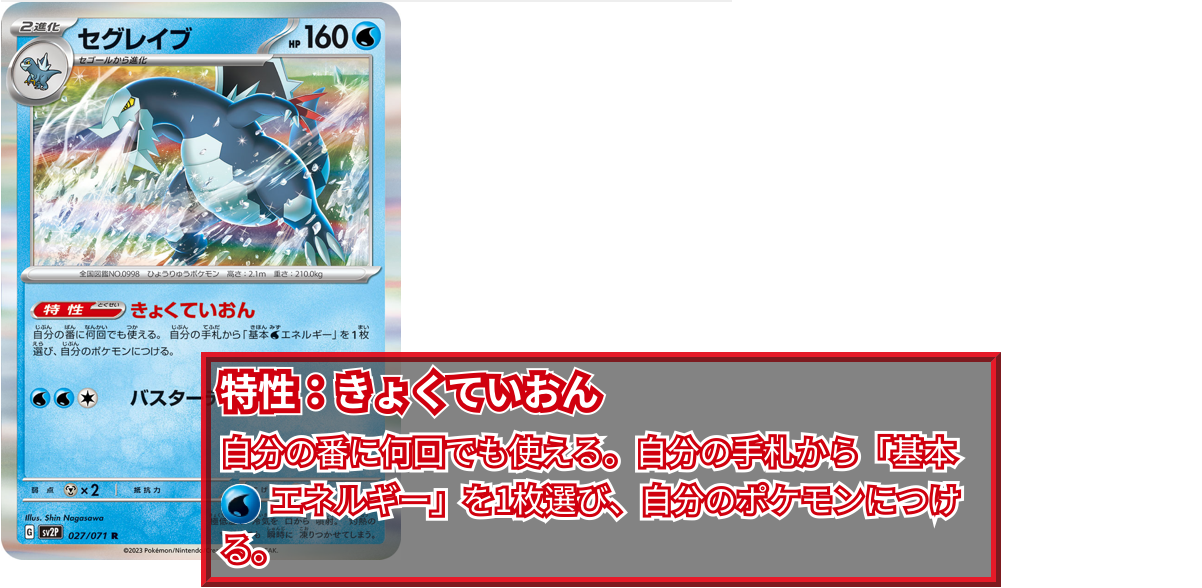 2進化
セグレイブ
HP 160
セゴールから進化
全国図鑑NO.0998 ひょうりゅうポケモン 高さ：2.1m 重さ：210.0kg
特性 きょくていおん
自分の番に何回でも使える。自分の手札から「基本エネルギー」を1枚
選び、自分のポケモンにつける。
バスター
弱点 ×2 抵抗力
Illus. Shin Nagasawa
G sv2P 027/071 R
©2023 Pokémon/Nintendo
特性：きょくていおん
自分の番に何回でも使える。自分の手札から「基本
エネルギー」を1枚選び、自分のポケモンにつけ
る。